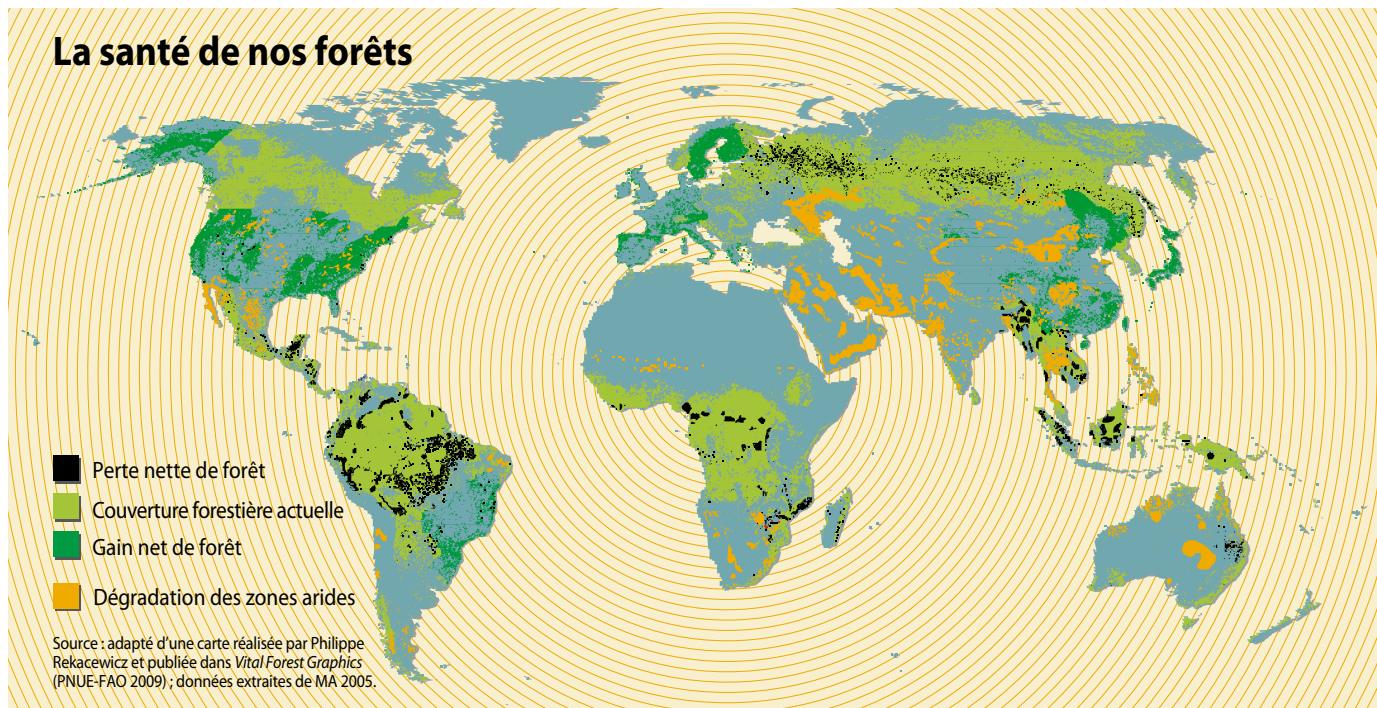 La santé de nos forêts
Perte nette de forêt
Couverture forestière actuelle
Gain net de forêt
Dégradation des zones arides
Source : adapté d’une carte réalisée par Philippe
Rekacewicz et publiée dans Vital Forest Graphics
(PNUE-FAO 2009) ; données extraites de MA 2005.